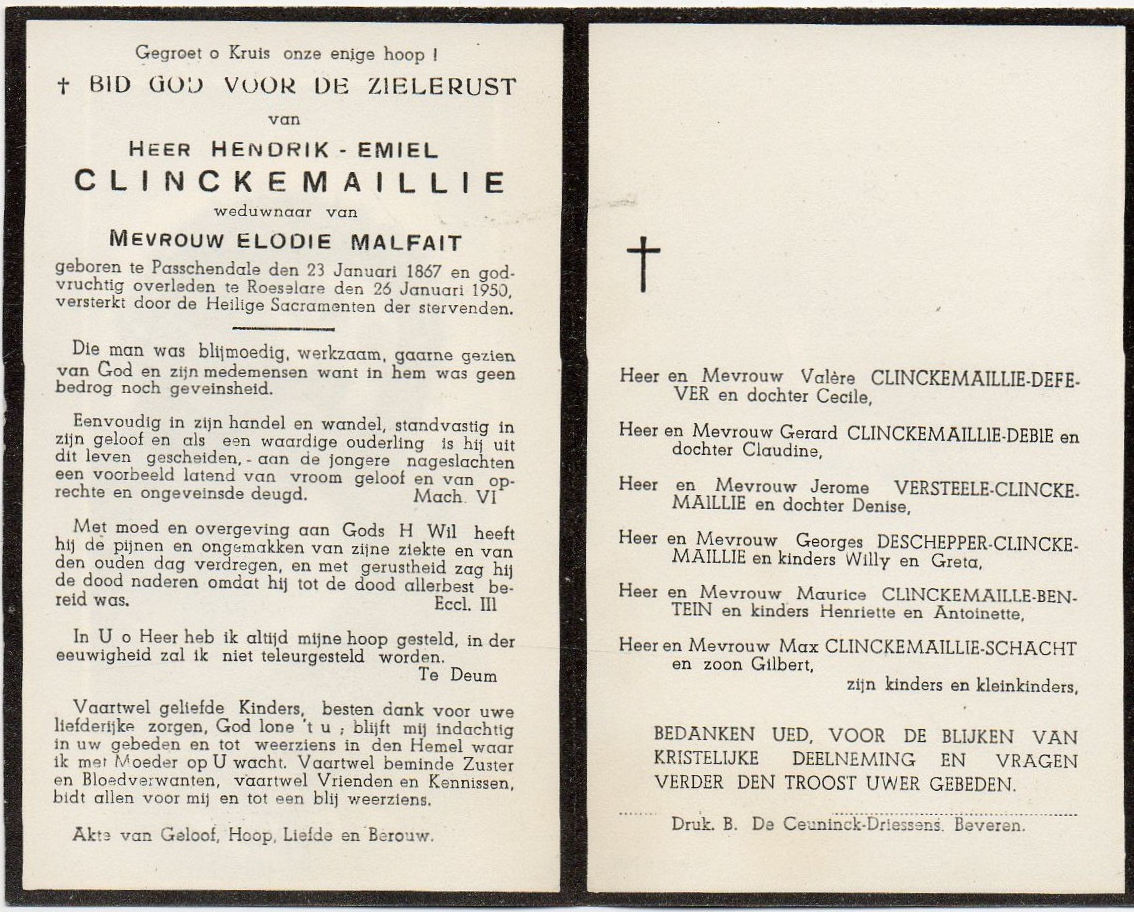 Gegroet o Kruis onze enige hoop !
† BID GOD VOOR DE ZIELERUST
van
HEER HENDRIK - EMIEL
CLINCKEMAILLIE
weduwnaar van
MEVROUW ELODIE MALFAIT
geboren te Passchendale den 23 Januari 1867 en god-
vruchtig overleden te Roeselare den 26 Januari 1950,
versterkt door de Heilige Sacramenten der stervenden.
Die man was blijmoedig, werkzaam, gaarne gezien
van God en zijn medemensen want in hem was geen
bedrog noch geveinsheid.
Eenvoudig in zijn handel en wandel, standvastig in
zijn geloof en als een waardige ouderling is hij uit
dit leven gescheiden, - aan de jongere nageslachten
een voorbeeld latend van vroom geloof en van op-
rechte en ongeveinsde deugd. Mach. VI
Met moed en overgeving aan Gods H Wil heeft
hij de pijnen en ongemakken van zijne ziekte en van
den ouden dag verdregen, en met gerustheid zag hij
de dood naderen omdat hij tot de dood allerbest be-
reid was. Eccl. III
In U o Heer heb ik altijd mijne hoop gesteld, in der
eeuwigheid zal ik niet teleurgesteld worden.
Te Deum
Vaartwel geliefde Kinders, besten dank voor uwe
liefderijke zorgen, God lone 't u ; blijft mij indachtig
in uw gebeden en tot weerziens in den Hemel waar
ik met Moeder op U wacht. Vaartwel beminde Zuster
en Bloedverwanten, vaartwel Vrienden en Kennissen,
bidt allen voor mij en tot een blij weerziens.
Akte van Geloof, Hoop, Liefde en Berouw.
†
Heer en Mevrouw Valère CLINCKEMAILLIE-DEFE-
VER en dochter Cecile,
Heer en Mevrouw Gerard CLINCKEMAILLIE-DEBIE en
dochter Claudine,
Heer en Mevrouw Jerome VERSTEELE-CLINCKE-
MAILLIE en dochter Denise,
Heer en Mevrouw Georges DESCHEPPER-CLINCKE-
MAILLIE en kinders Willy en Greta,
Heer en Mevrouw Maurice CLINCKEMAILLE-BEN-
TEIN en kinders Henriette en Antoinette,
Heer en Mevrouw Max CLINCKEMAILLIE-SCHACHT
en zoon Gilbert,
zijn kinders en kleinkinders,
BEDANKEN UED, VOOR DE BLIJKEN VAN
KRISTELIJKE DEELNEMING EN VRAGEN
VERDER DEN TROOST UWER GEBEDEN.
Druk. B. De Ceuninck-Driessens. Beveren.